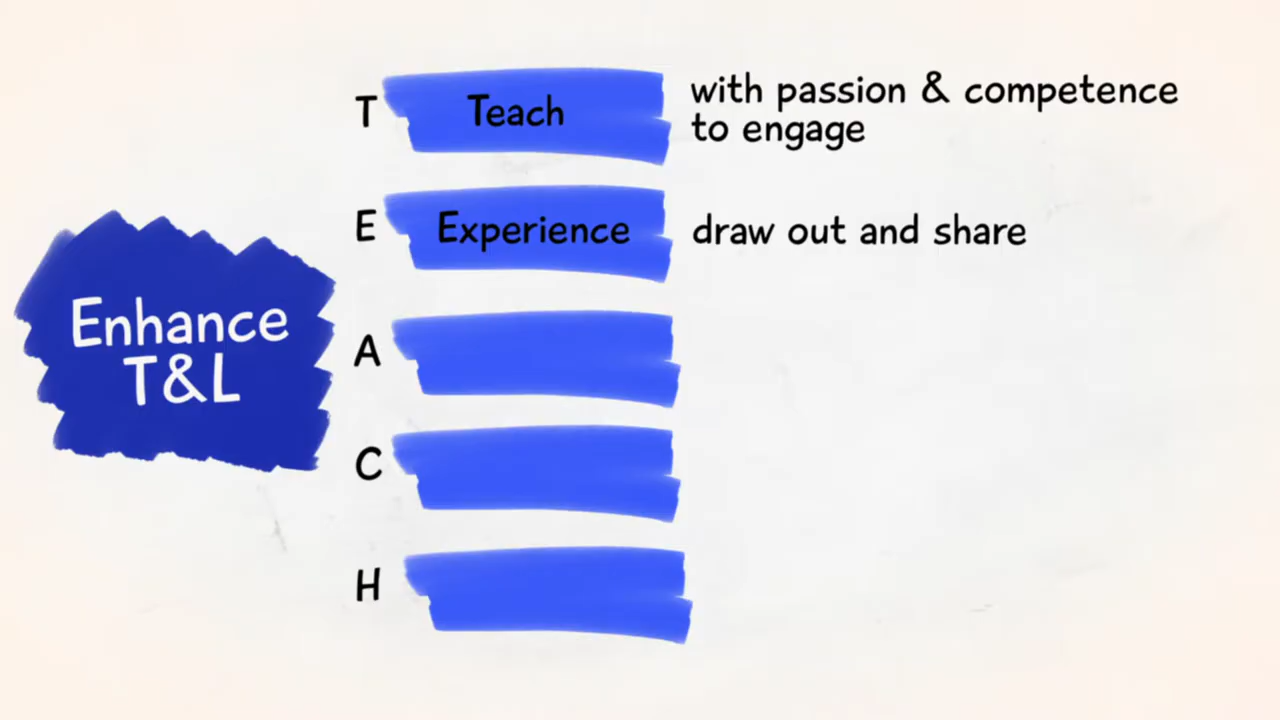 Enhance
T&L
T Teach with passion & competence
to engage
E Experience draw out and share
A
C
H